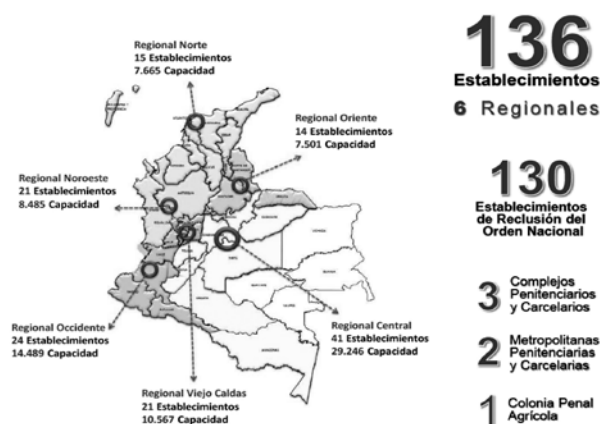 Regional Norte
15 Establecimientos
7.665 Capacidad
Regional Oriente
14 Establecimientos
7.501 Capacidad
Regional Noroeste
21 Establecimientos
8.485 Capacidad
Regional Occidente
24 Establecimientos
14.489 Capacidad
Regional Central
41 Establecimientos
29.246 Capacidad
Regional Viejo Caldas
21 Establecimientos
10.567 Capacidad
136
Establecimientos
6 Regionales
130
Establecimientos
de Reclusión del
Orden Nacional
3 Complejos
Penitenciarios
y Carcelarios
2 Metropolitanas
Penitenciarias
y Carcelarias
1 Colonia Penal
Agrícola